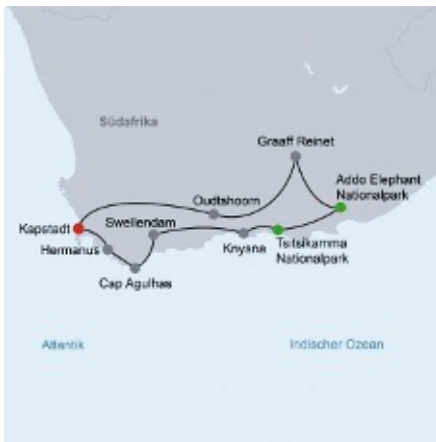 Südafrika
Graaff Reinet
Addo Elephant
Nationalpark
Oudtshoorn
Swellendam
Kapstadt
Hermanus
Knysna
Tsitsikamma
Nationalpark
Cap Agulhas
Atlantik
Indischer Ozean